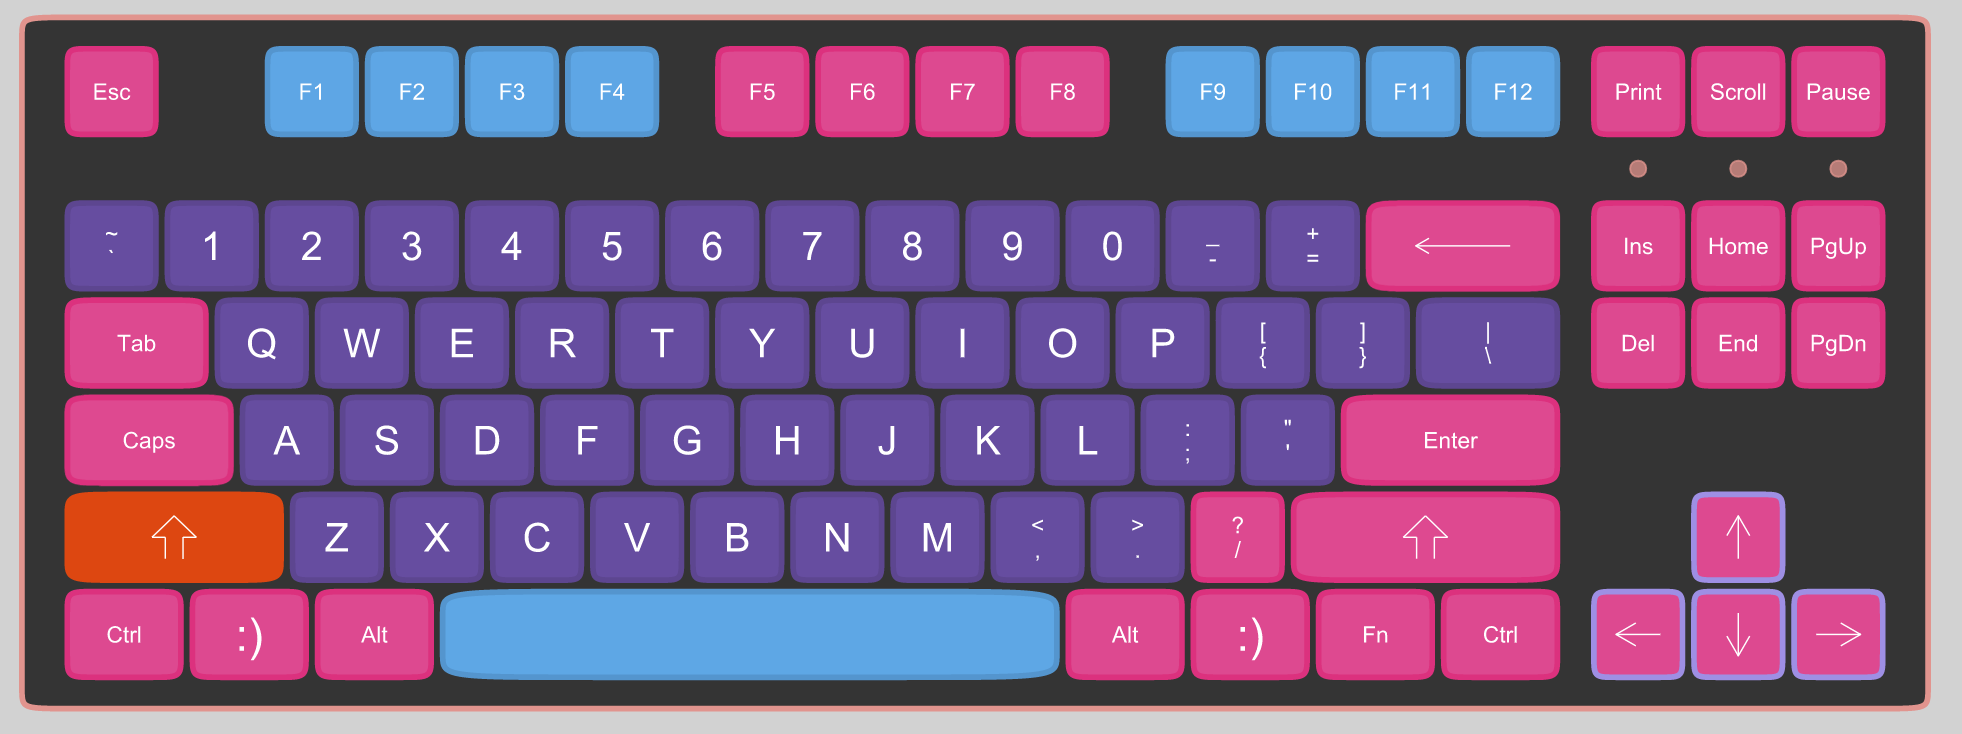 Esc F1 F2 F3 F4 F5 F6 F7 F8 F9 F10 F11 F12 Print Scroll Pause
~ ` 1 2 3 4 5 6 7 8 9 0 _ - + = ← Ins Home PgUp
Tab Q W E R T Y U I O P [ { ] } | \ Del End PgDn
Caps A S D F G H J K L : ; " ' Enter
⇧ Z X C V B N M < , > . ? / ⇧ ↑
Ctrl :) Alt Alt :) Fn Ctrl ← ↓ →